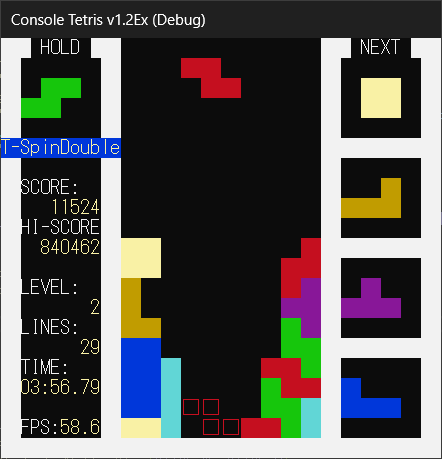 Console Tetris v1.2Ex (Debug)
HOLD
NEXT
T-SpinDouble
SCORE:
11524
HI-SCORE
840462
LEVEL:
2
LINES:
29
TIME:
03:56.79
FPS:58.6